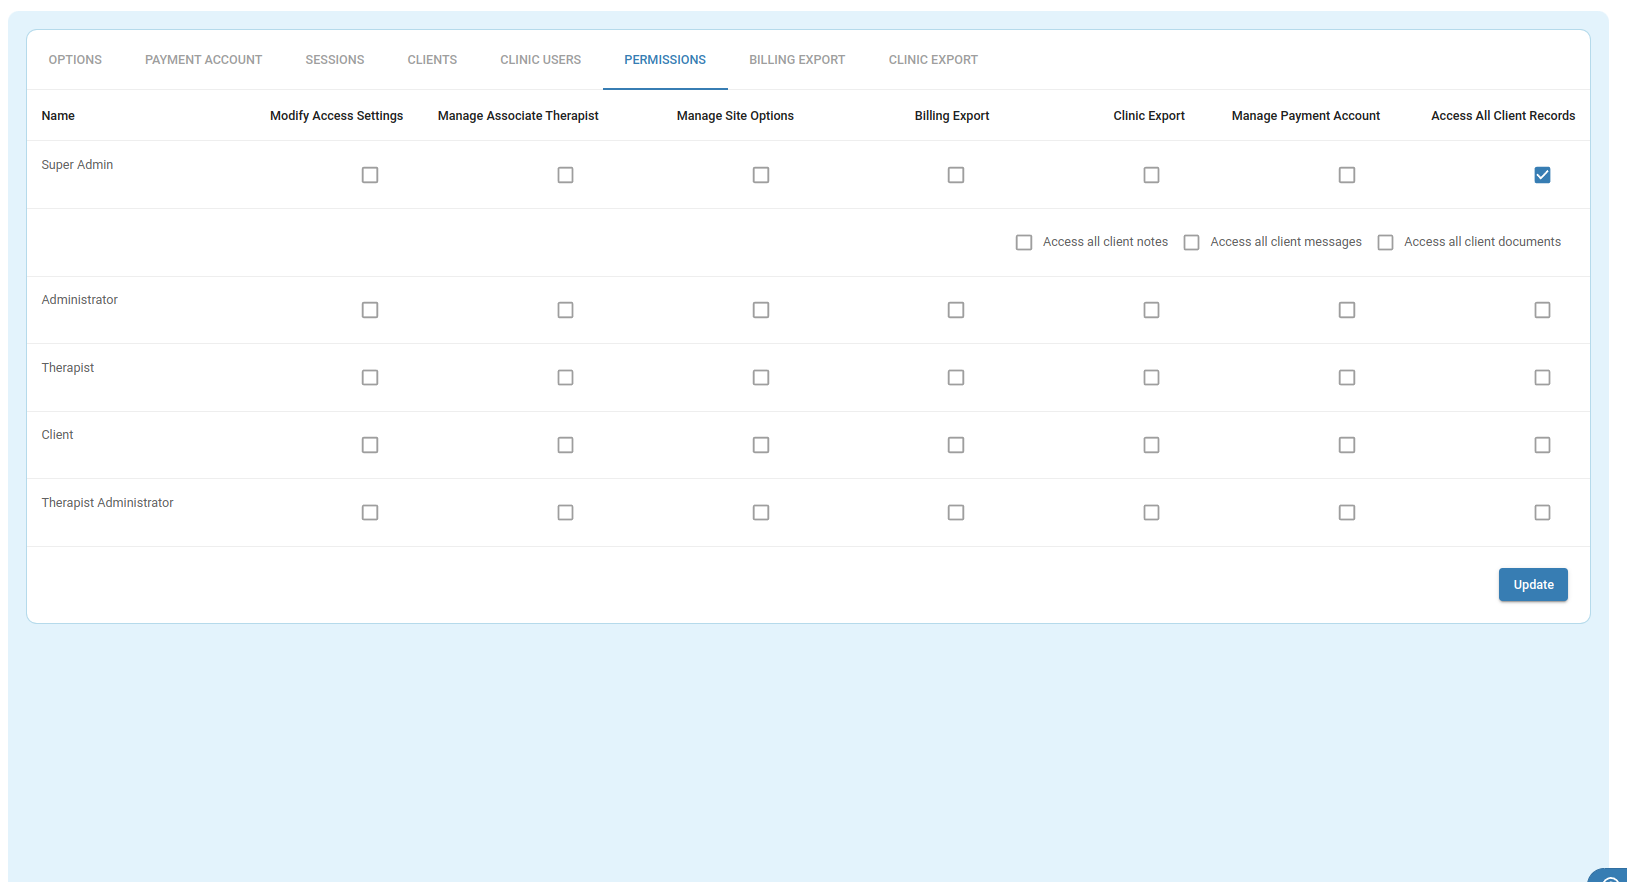 OPTIONS PAYMENT ACCOUNT SESSIONS CLIENTS CLINIC USERS PERMISSIONS BILLING EXPORT CLINIC EXPORT
Name Modify Access Settings Manage Associate Therapist Manage Site Options Billing Export Clinic Export Manage Payment Account Access All Client Records
Super Admin
Access all client notes Access all client messages Access all client documents
Administrator
Therapist
Client
Therapist Administrator
Update